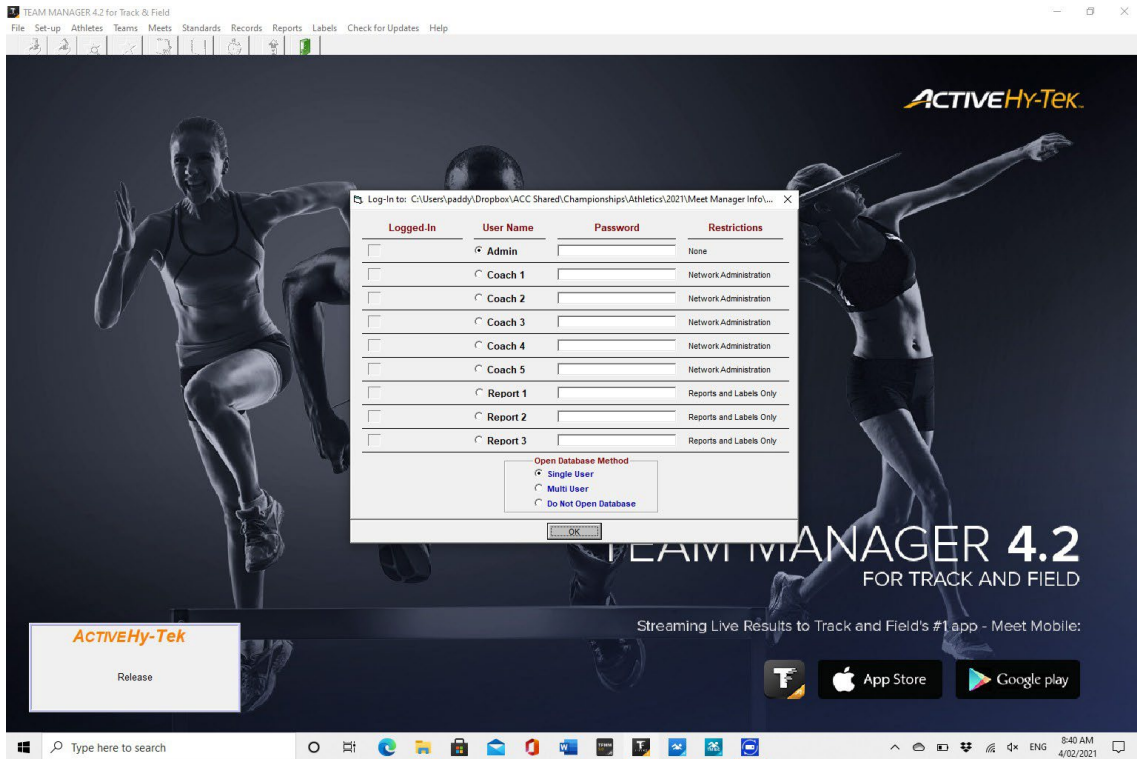 TEAM MANAGER 4.2 for Track & Field
File Set-up Athletes Teams Meets Standards Records Reports Labels Check for Updates Help
ACTIVEHY-TEK
Log-In to: C:\Users\paddy\Dropbox\ACC Shared\Championships\Athletics\2021\Meet Manager Info\...
Logged-In User Name Password Restrictions
Admin None
Coach 1 Network Administration
Coach 2 Network Administration
Coach 3 Network Administration
Coach 4 Network Administration
Coach 5 Network Administration
Report 1 Reports and Labels Only
Report 2 Reports and Labels Only
Report 3 Reports and Labels Only
Open Database Method
Single User
Multi User
Do Not Open Database
OK
TEAM MANAGER 4.2
FOR TRACK AND FIELD
Streaming Live Results to Track and Field's #1 app - Meet Mobile:
App Store Google play
ACTIVEHy-Tek
Release
Type here to search
ENG
8:40 AM
4/02/2021